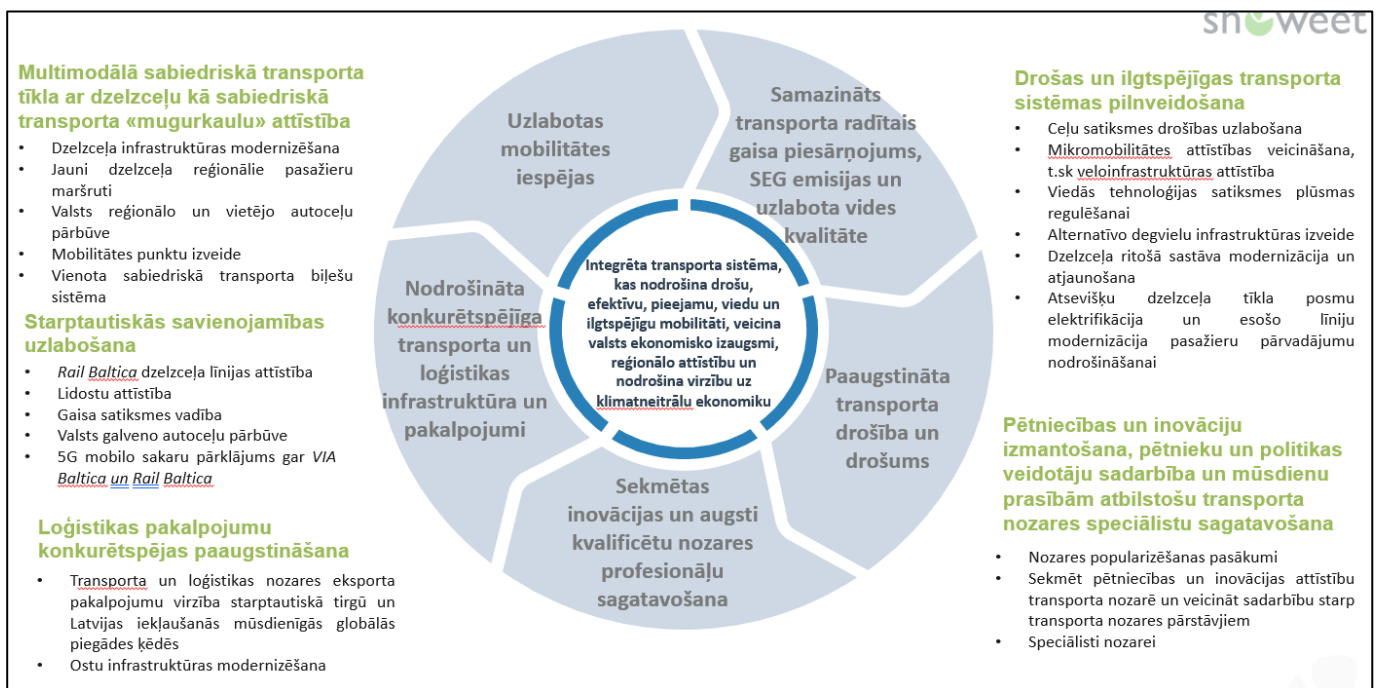 snweet
Multimodālā sabiedriskā transporta
tīkla ar dzelzceļu kā sabiedriskā
transporta «mugurkaulu» attīstība
• Dzelzceļa infrastruktūras modernizēšana
• Jauni dzelzceļa reģionālie pasažieru
maršruti
• Valsts reģionālo un vietējo autoceļu
pārbūve
• Mobilitātes punktu izveide
• Vienota sabiedriskā transporta biļešu
sistēma
Starptautiskās savienojamības
uzlabošana
• Rail Baltica dzelzceļa līnijas attīstība
• Lidostu attīstība
• Gaisa satiksmes vadība
• Valsts galveno autoceļu pārbūve
• 5G mobilo sakaru pārklājums gar VIA
Baltica un Rail Baltica
Loģistikas pakalpojumu
konkurētspējas paaugstināšana
• Transporta un loģistikas nozares eksporta
pakalpojumu virzība starptautiskā tirgū un
Latvijas iekļaušanās mūsdienīgās globālās
piegādes ķēdēs
• Ostu infrastruktūras modernizēšana
Uzlabotas
mobilitātes
iespējas
Samazināts
transporta radītais
gaisa piesārņojums,
SEG emisijas un
uzlabota vides
kvalitāte
Nodrošināta
konkurētspējīga
transporta un
loģistikas
infrastruktūra un
pakalpojumi
Integrēta transporta sistēma,
kas nodrošina drošu,
efektīvu, pieejamu, viedu un
ilgtspējīgu mobilitāti, veicina
valsts ekonomisko izaugsmi,
reģionālo attīstību un
nodrošina virzību uz
klimatneitrālu ekonomiku
Paaugstināta
transporta
drošība un
drošums
Sekmētas
inovācijas un augsti
kvalificētu nozares
profesionāļu
sagatavošana
Drošas un ilgtspējīgas transporta
sistēmas pilnveidošana
• Ceļu satiksmes drošības uzlabošana
• Mikromobilitātes attīstības veicināšana,
t.sk veloinfrastruktūras attīstība
• Viedās tehnoloģijas satiksmes plūsmas
regulēšanai
• Alternatīvo degvielu infrastruktūras izveide
• Dzelzceļa ritošā sastāva modernizācija un
atjaunošana
• Atsevišķu dzelzceļa tīkla posmu
elektrifikācija un esošo līniju
modernizācija pasažieru pārvadājumu
nodrošināšanai
Pētniecības un inovāciju
izmantošana, pētnieku un politikas
veidotāju sadarbība un mūsdienu
prasībām atbilstošu transporta
nozares speciālistu sagatavošana
• Nozares popularizēšanas pasākumi
• Sekmēt pētniecības un inovācijas attīstību
transporta nozarē un veicināt sadarbību starp
transporta nozares pārstāvjiem
• Speciālisti nozarei